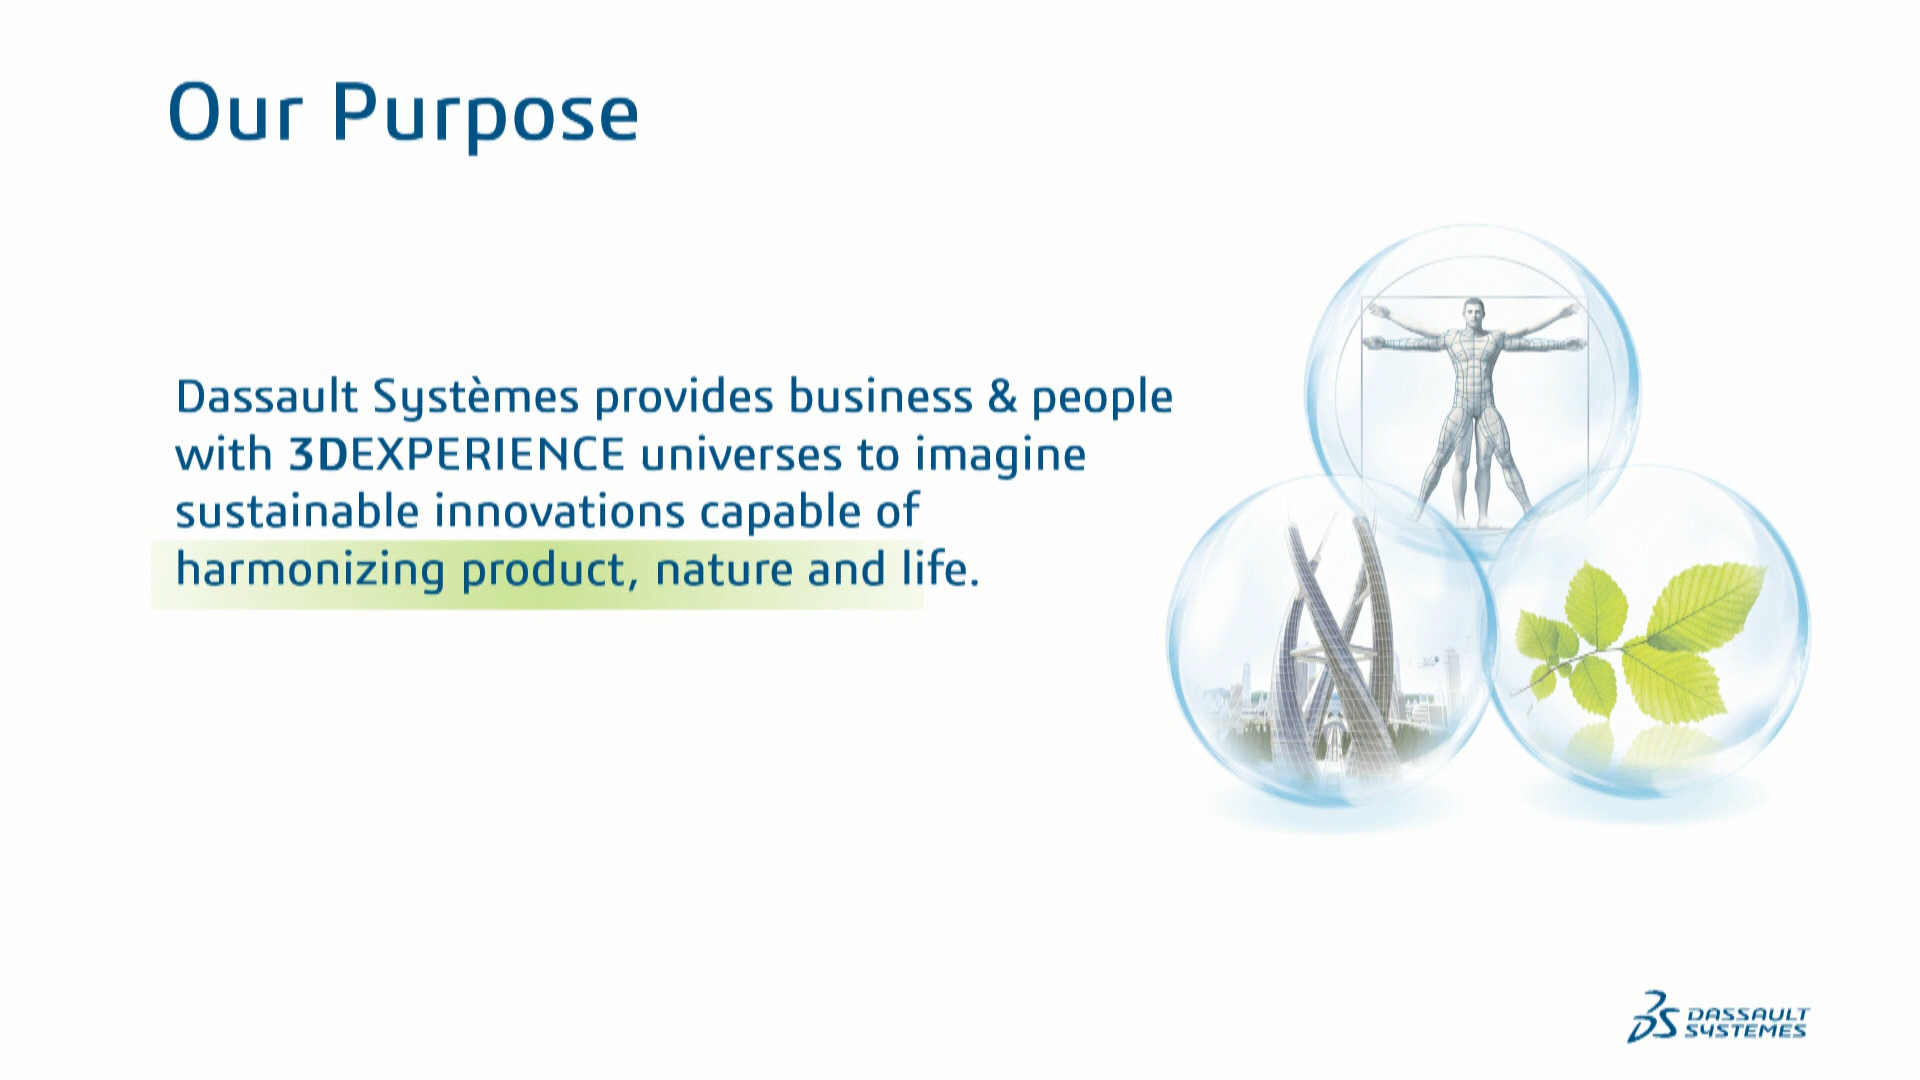 Our Purpose
Dassault Systèmes provides business & people
with 3DEXPERIENCE universes to imagine
sustainable innovations capable of
harmonizing product, nature and life.
3DS DASSAULT
SYSTEMES